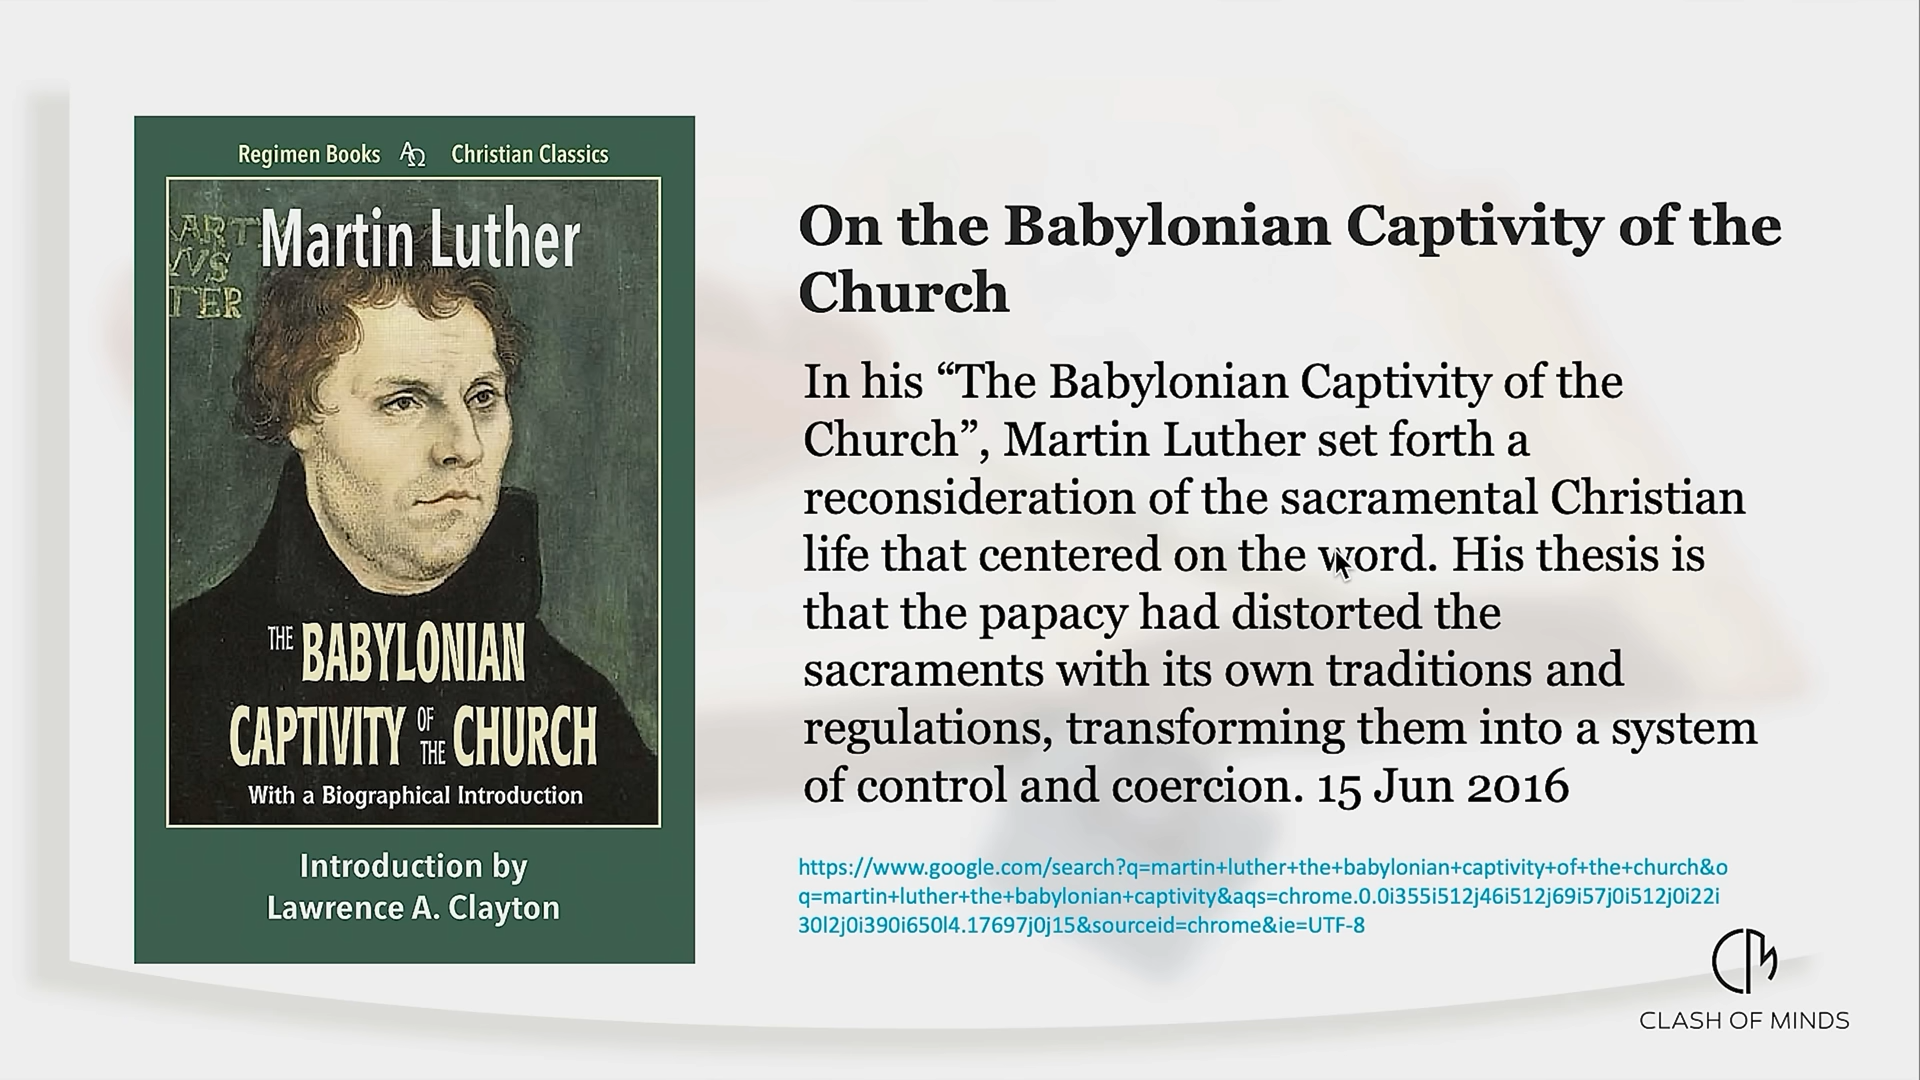 Regimen Books ΑΩ Christian Classics
ART
VVS
TER
Martin Luther
THE BABYLONIAN
CAPTIVITY OF THE CHURCH
With a Biographical Introduction
Introduction by
Lawrence A. Clayton
On the Babylonian Captivity of the
Church
In his “The Babylonian Captivity of the
Church”, Martin Luther set forth a
reconsideration of the sacramental Christian
life that centered on the word. His thesis is
that the papacy had distorted the
sacraments with its own traditions and
regulations, transforming them into a system
of control and coercion. 15 Jun 2016
https://www.google.com/search?q=martin+luther+the+babylonian+captivity+of+the+church&o
q=martin+luther+the+babylonian+captivity&aqs=chrome.0.0i355i512j46i512j69i57j0i512j0i22i
30l2j0i390i650l4.17697j0j15&sourceid=chrome&ie=UTF-8
CLASH OF MINDS